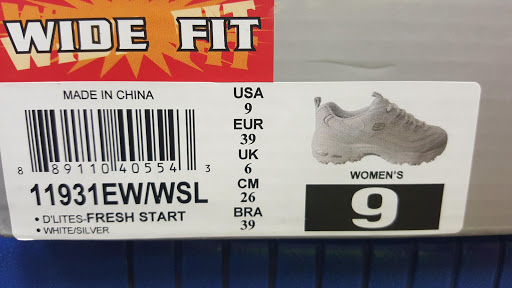 WIDE FIT
MADE IN CHINA
8 89110 40554 3
11931EW/WSL
• D'LITES-FRESH START
• WHITE/SILVER
USA
9
EUR
39
UK
6
CM
26
BRA
39
WOMEN'S
9